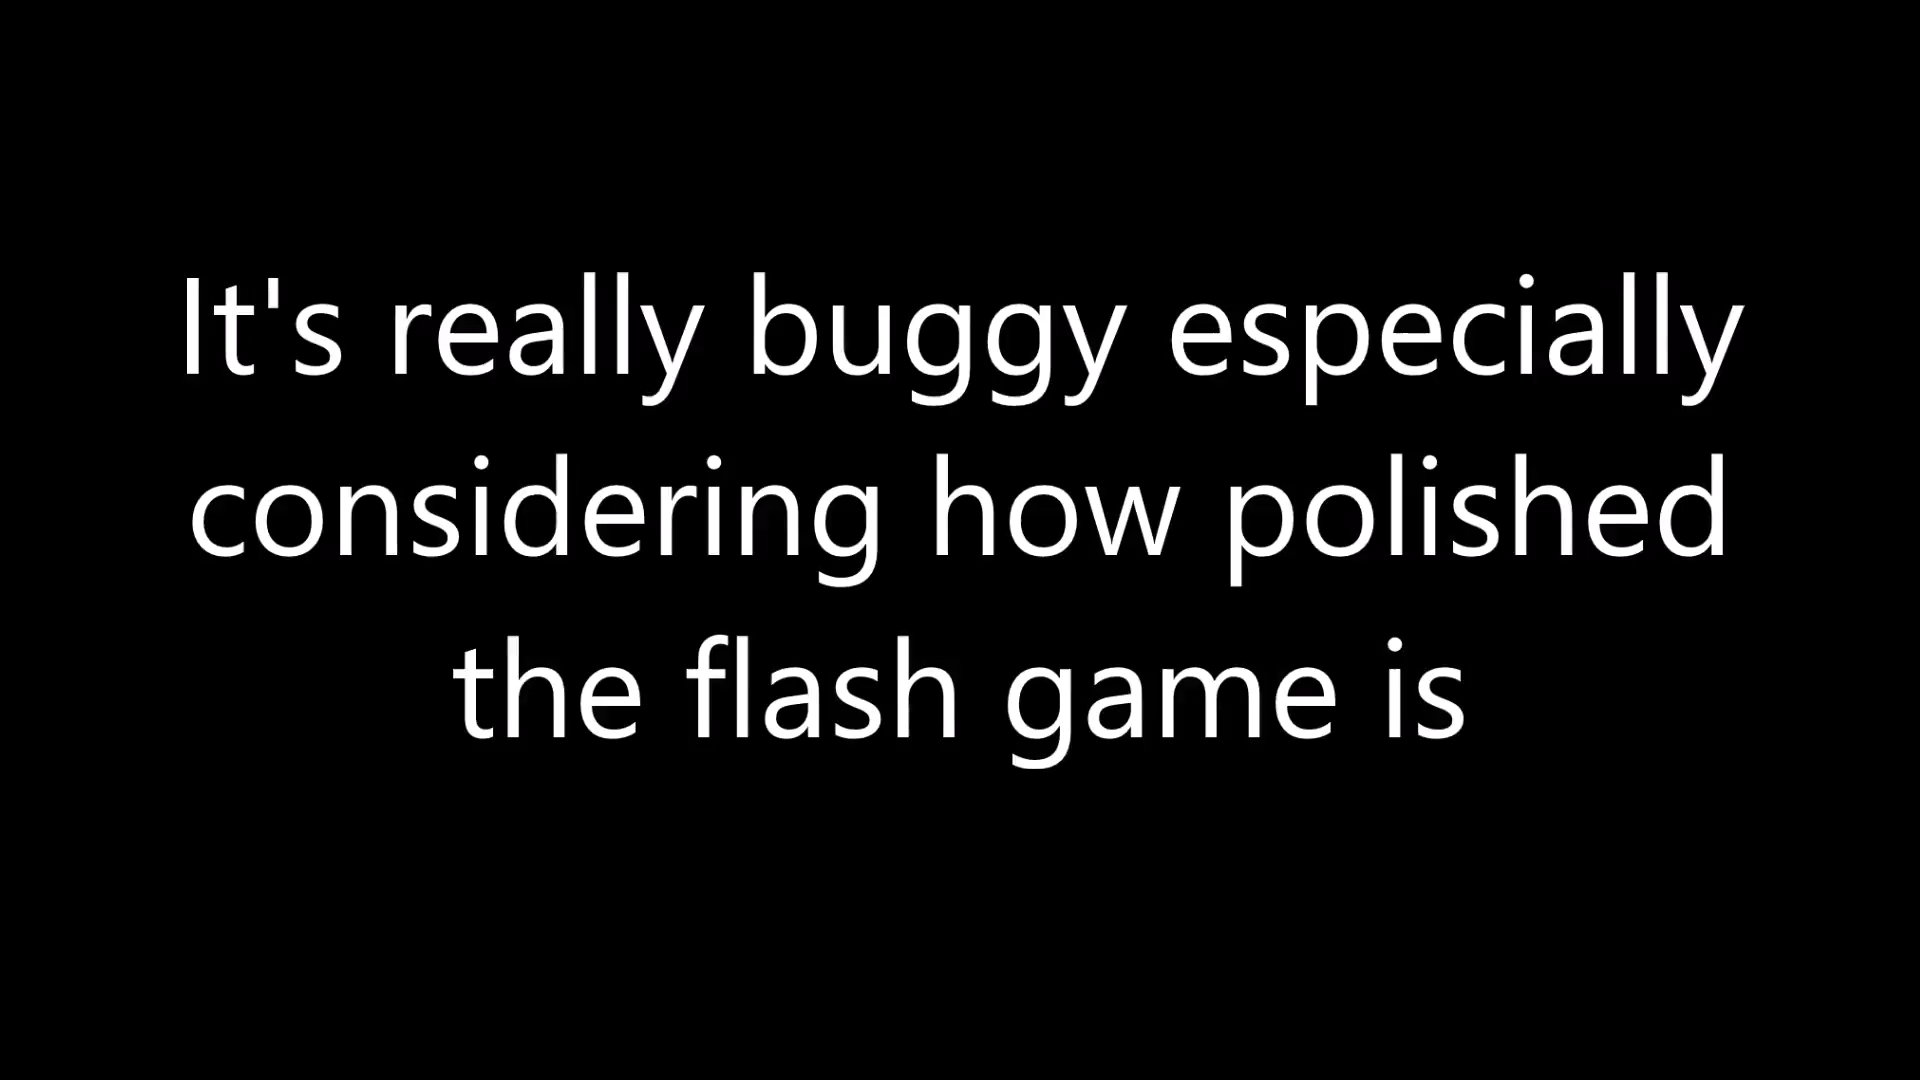 It's really buggy especially
considering how polished
the flash game is